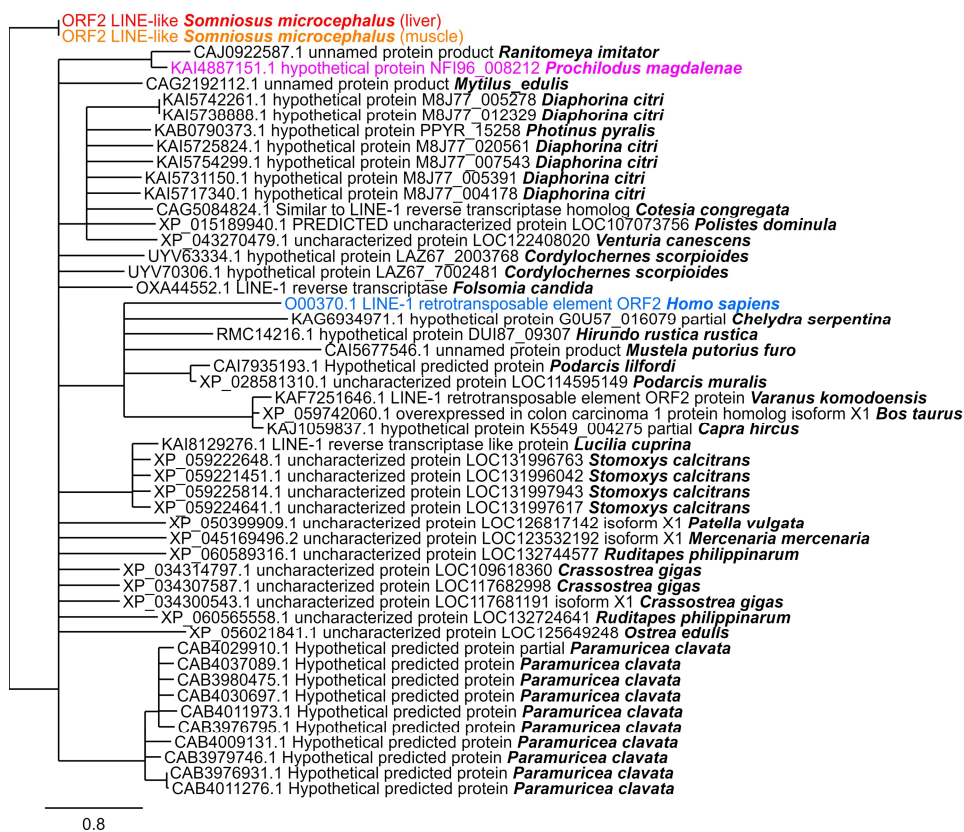 ORF2 LINE-like Somniosus microcephalus (liver)
ORF2 LINE-like Somniosus microcephalus (muscle)
CAJ0922587.1 unnamed protein product Ranitomeya imitator
KAI4887151.1 hypothetical protein NFI96_008212 Prochilodus magdalenae
CAG2192112.1 unnamed protein product Mytilus_edulis
KAI5742261.1 hypothetical protein M8J77_005278 Diaphorina citri
KAI5738888.1 hypothetical protein M8J77_012329 Diaphorina citri
KAB0790373.1 hypothetical protein PPYR_15258 Photinus pyralis
KAI5725824.1 hypothetical protein M8J77_020561 Diaphorina citri
KAI5754299.1 hypothetical protein M8J77_007543 Diaphorina citri
KAI5731150.1 hypothetical protein M8J77_005391 Diaphorina citri
KAI5717340.1 hypothetical protein M8J77_004178 Diaphorina citri
CAG5084824.1 Similar to LINE-1 reverse transcriptase homolog Cotesia congregata
XP_015189940.1 PREDICTED uncharacterized protein LOC107073756 Polistes dominula
XP_043270479.1 uncharacterized protein LOC122408020 Venturia canescens
UYV63334.1 hypothetical protein LAZ67_2003768 Cordylochernes scorpioides
UYV70306.1 hypothetical protein LAZ67_7002481 Cordylochernes scorpioides
OXA44552.1 LINE-1 reverse transcriptase Folsomia candida
O00370.1 LINE-1 retrotransposable element ORF2 Homo sapiens
KAG6934971.1 hypothetical protein G0U57_016079 partial Chelydra serpentina
RMC14216.1 hypothetical protein DUI87_09307 Hirundo rustica rustica
CAI5677546.1 unnamed protein product Mustela putorius furo
CAI7935193.1 Hypothetical predicted protein Podarcis lilfordi
XP_028581310.1 uncharacterized protein LOC114595149 Podarcis muralis
KAF7251646.1 LINE-1 retrotransposable element ORF2 protein Varanus komodoensis
XP_059742060.1 overexpressed in colon carcinoma 1 protein homolog isoform X1 Bos taurus
KAJ1059837.1 hypothetical protein K5549_004275 partial Capra hircus
KAI8129276.1 LINE-1 reverse transcriptase like protein Lucilia cuprina
XP_059222648.1 uncharacterized protein LOC131996763 Stomoxys calcitrans
XP_059221451.1 uncharacterized protein LOC131996042 Stomoxys calcitrans
XP_059225814.1 uncharacterized protein LOC131997943 Stomoxys calcitrans
XP_059224641.1 uncharacterized protein LOC131997617 Stomoxys calcitrans
XP_050399909.1 uncharacterized protein LOC126817142 isoform X1 Patella vulgata
XP_045169496.2 uncharacterized protein LOC123532192 isoform X1 Mercenaria mercenaria
XP_060589316.1 uncharacterized protein LOC132744577 Ruditapes philippinarum
XP_034314797.1 uncharacterized protein LOC109618360 Crassostrea gigas
XP_034307587.1 uncharacterized protein LOC117682998 Crassostrea gigas
XP_034300543.1 uncharacterized protein LOC117681191 isoform X1 Crassostrea gigas
XP_060565558.1 uncharacterized protein LOC132724641 Ruditapes philippinarum
XP_056021841.1 uncharacterized protein LOC125649248 Ostrea edulis
CAB4029910.1 Hypothetical predicted protein partial Paramuricea clavata
CAB4037089.1 Hypothetical predicted protein Paramuricea clavata
CAB3980475.1 Hypothetical predicted protein Paramuricea clavata
CAB4030697.1 Hypothetical predicted protein Paramuricea clavata
CAB4011973.1 Hypothetical predicted protein Paramuricea clavata
CAB3976795.1 Hypothetical predicted protein Paramuricea clavata
CAB4009131.1 Hypothetical predicted protein Paramuricea clavata
CAB3979746.1 Hypothetical predicted protein Paramuricea clavata
CAB3976931.1 Hypothetical predicted protein Paramuricea clavata
CAB4011276.1 Hypothetical predicted protein Paramuricea clavata
0.8